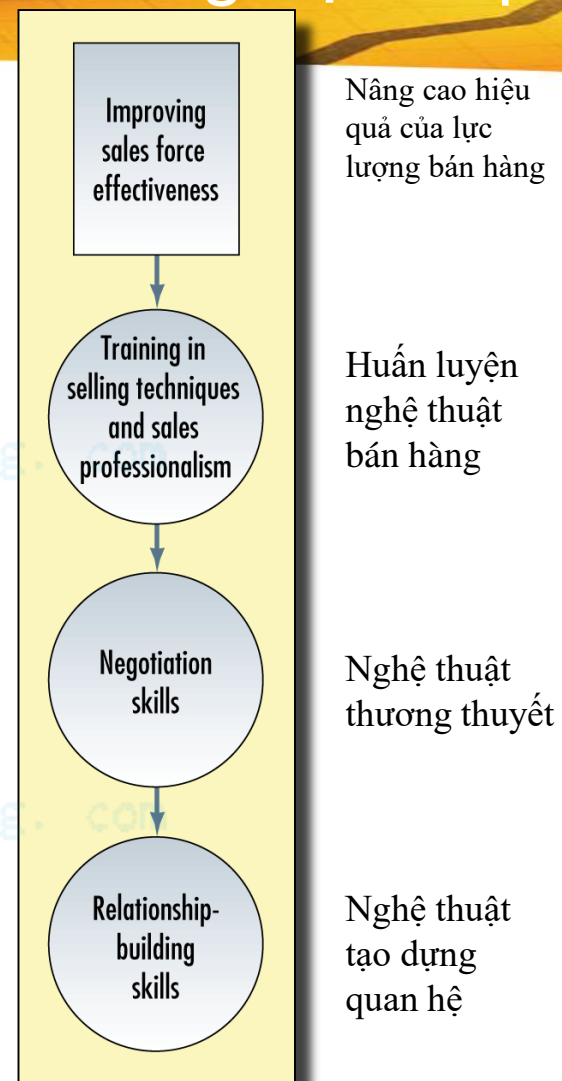 Improving
sales force
effectiveness
Nâng cao hiệu
quả của lực
lượng bán hàng
Training in
selling techniques
and sales
professionalism
Huấn luyện
nghệ thuật
bán hàng
Negotiation
skills
Nghệ thuật
thương thuyết
Relationship-
building
skills
Nghệ thuật
tạo dựng
quan hệ
g. com
g. com